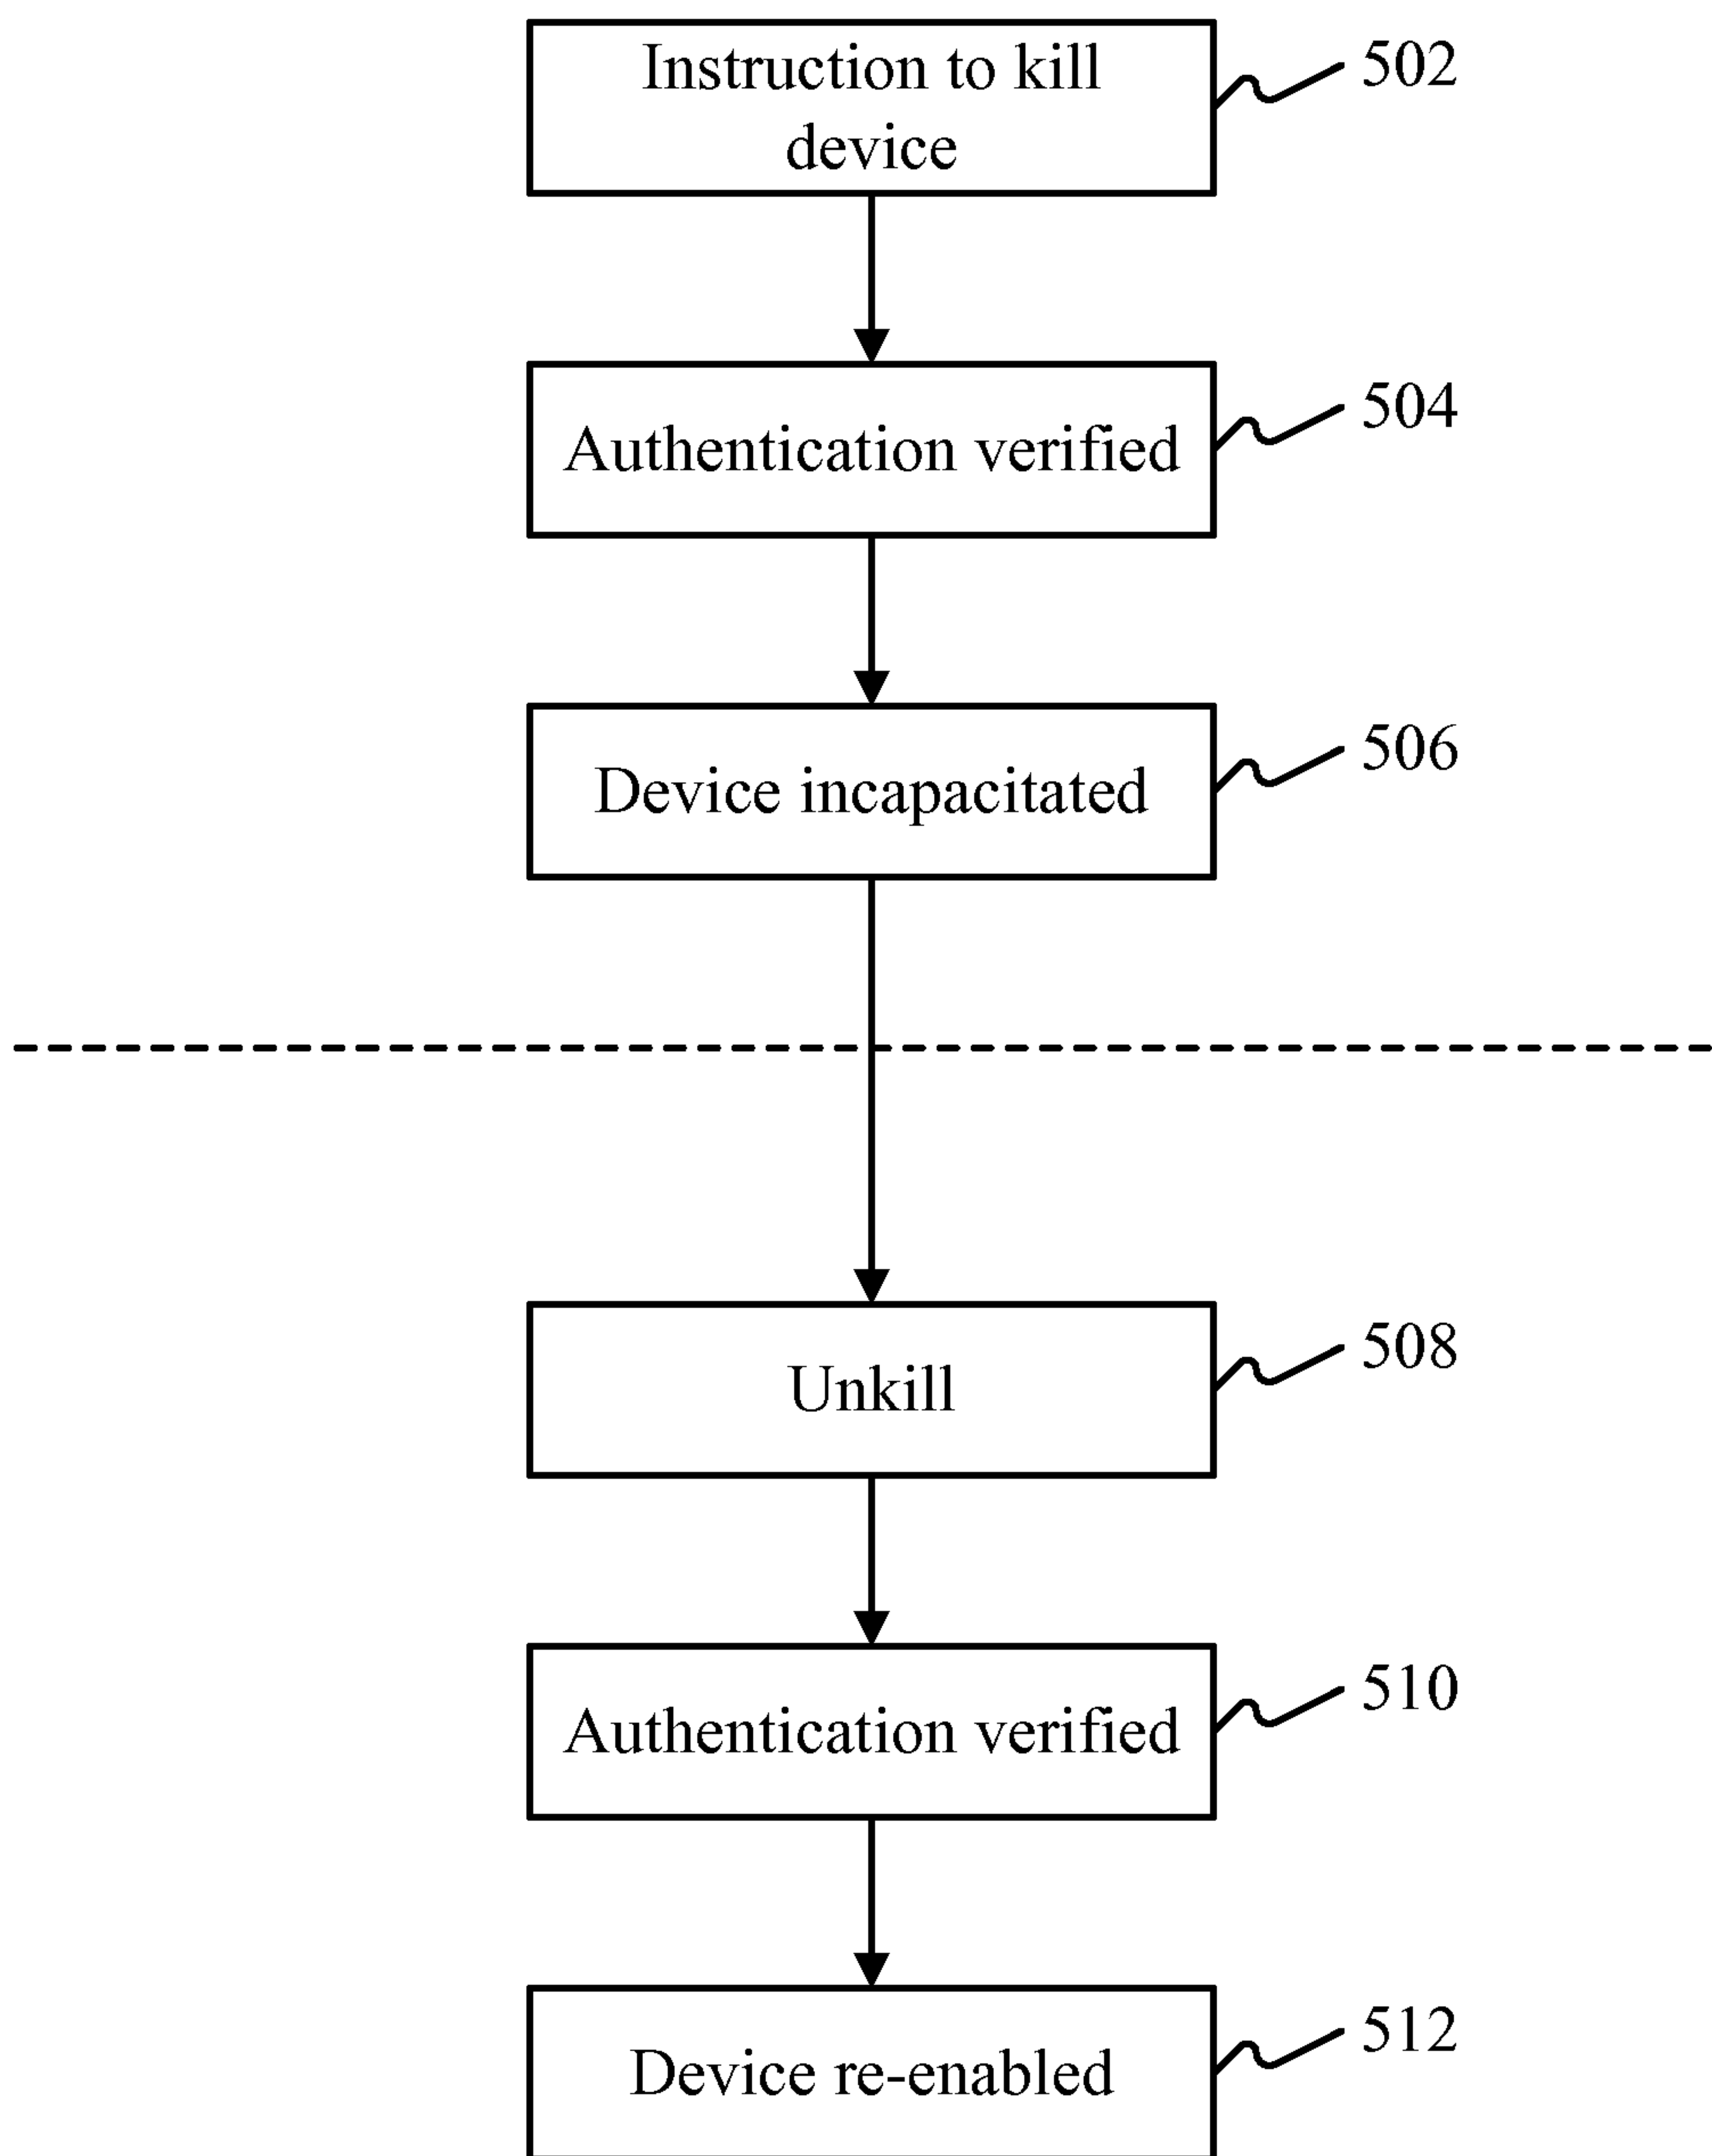 Instruction to kill
device
502
Authentication verified
504
Device incapacitated
506
Unkill
508
Authentication verified
510
Device re-enabled
512